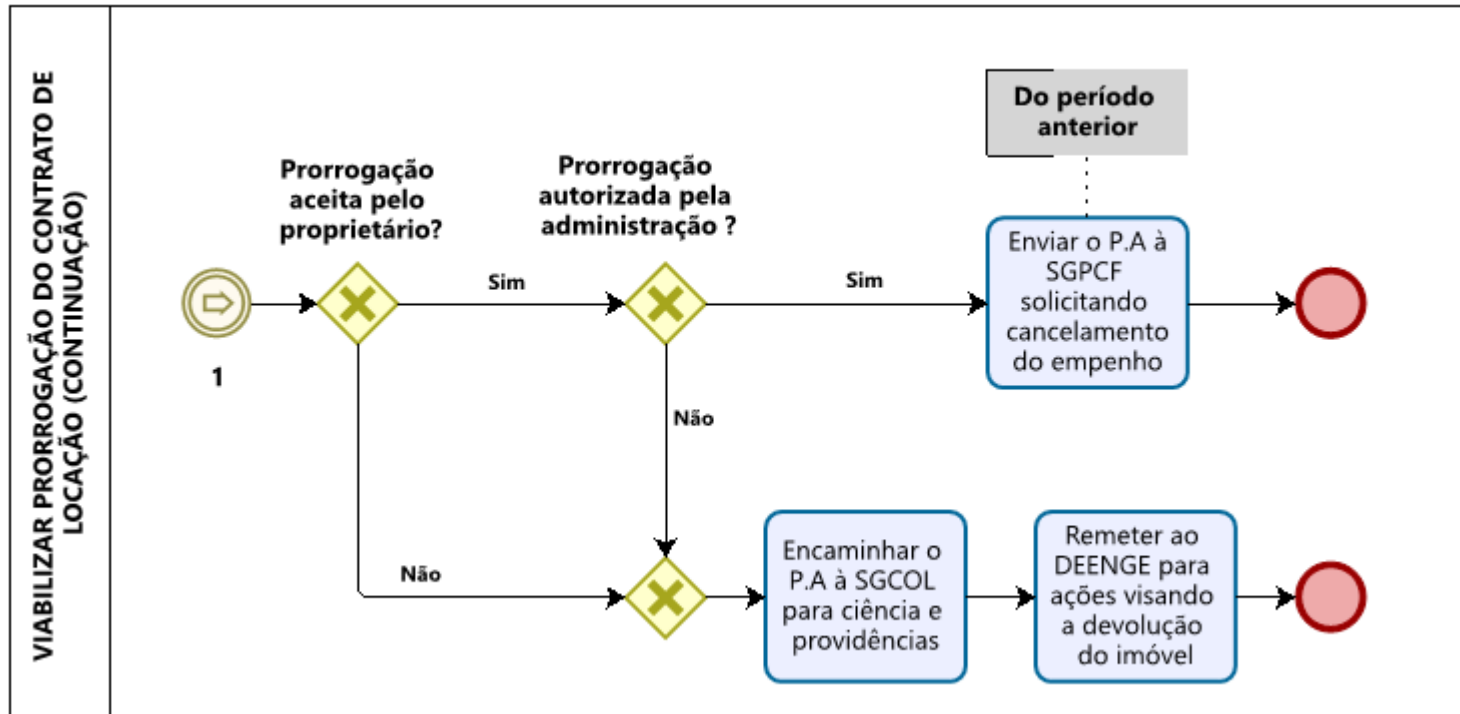 VIABILIZAR PRORROGAÇÃO DO CONTRATO DE
LOCAÇÃO (CONTINUAÇÃO)
1
Prorrogação
aceita pelo
proprietário?
Sim
Não
Prorrogação
autorizada pela
administração ?
Sim
Não
Do período
anterior
Enviar o P.A à
SGPCF
solicitando
cancelamento
do empenho
Encaminhar o
P.A à SGCOL
para ciência e
providências
Remeter ao
DEENGE para
ações visando
a devolução
do imóvel